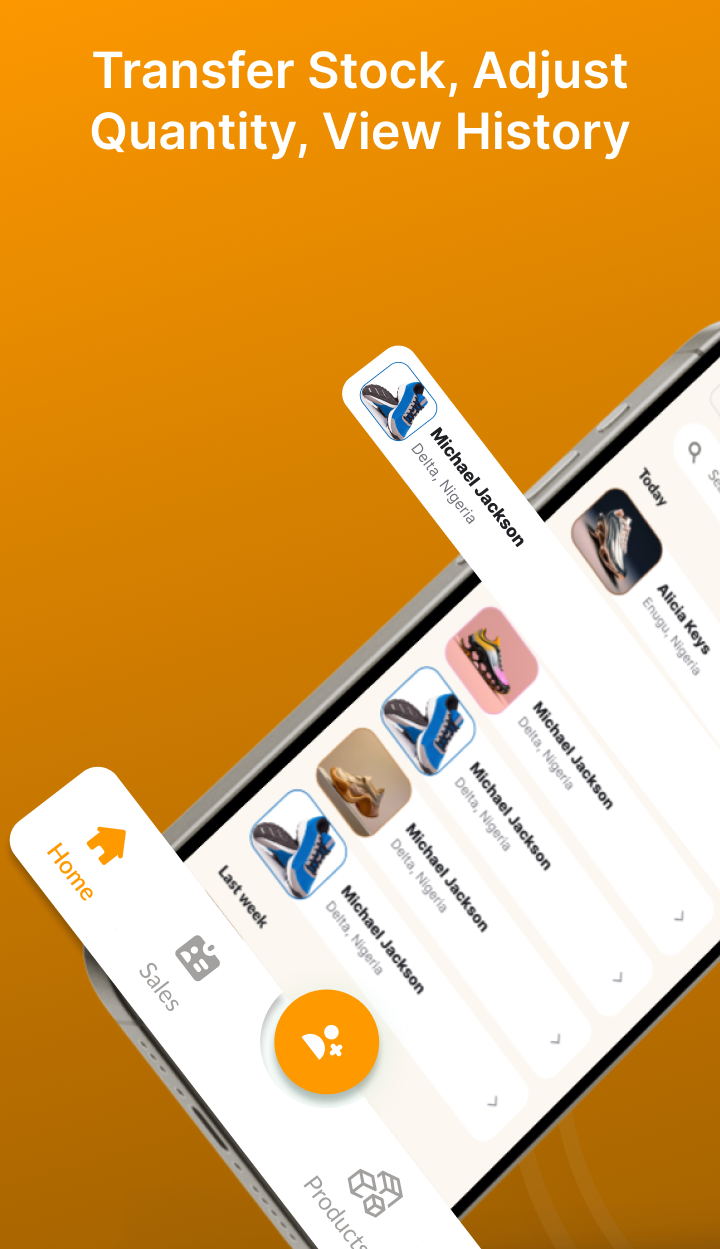 Transfer Stock, Adjust
Quantity, View History
Michael Jackson
Delta, Nigeria
Today
Alicia Keys
Enugu, Nigeria
Michael Jackson
Delta, Nigeria
Michael Jackson
Delta, Nigeria
Michael Jackson
Delta, Nigeria
Last week
Michael Jackson
Delta, Nigeria
Home
Sales
Products